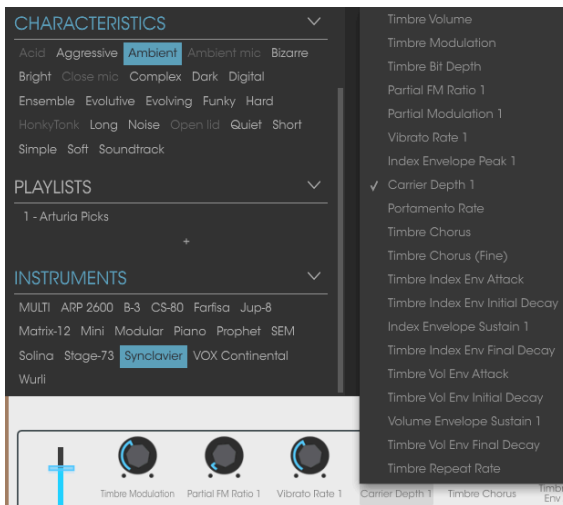 CHARACTERISTICS
Acid Aggressive Ambient Ambient mic Bizarre
Bright Close mic Complex Dark Digital
Ensemble Evolutive Evolving Funky Hard
HonkyTonk Long Noise Open lid Quiet Short
Simple Soft Soundtrack
PLAYLISTS
1 - Arturia Picks
+
INSTRUMENTS
MULTI ARP 2600 B-3 CS-80 Farfisa Jup-8
Matrix-12 Mini Modular Piano Prophet SEM
Solina Stage-73 Synclavier VOX Continental
Wurli
Timbre Volume
Timbre Modulation
Timbre Bit Depth
Partial FM Ratio 1
Partial Modulation 1
Vibrato Rate 1
Index Envelope Peak 1
✓ Carrier Depth 1
Portamento Rate
Timbre Chorus
Timbre Chorus (Fine)
Timbre Index Env Attack
Timbre Index Env Initial Decay
Index Envelope Sustain 1
Timbre Index Env Final Decay
Timbre Vol Env Attack
Timbre Vol Env Initial Decay
Volume Envelope Sustain 1
Timbre Vol Env Final Decay
Timbre Repeat Rate
Timbre Modulation Partial FM Ratio 1 Vibrato Rate 1 Carrier Depth 1 Timbre Chorus
Env